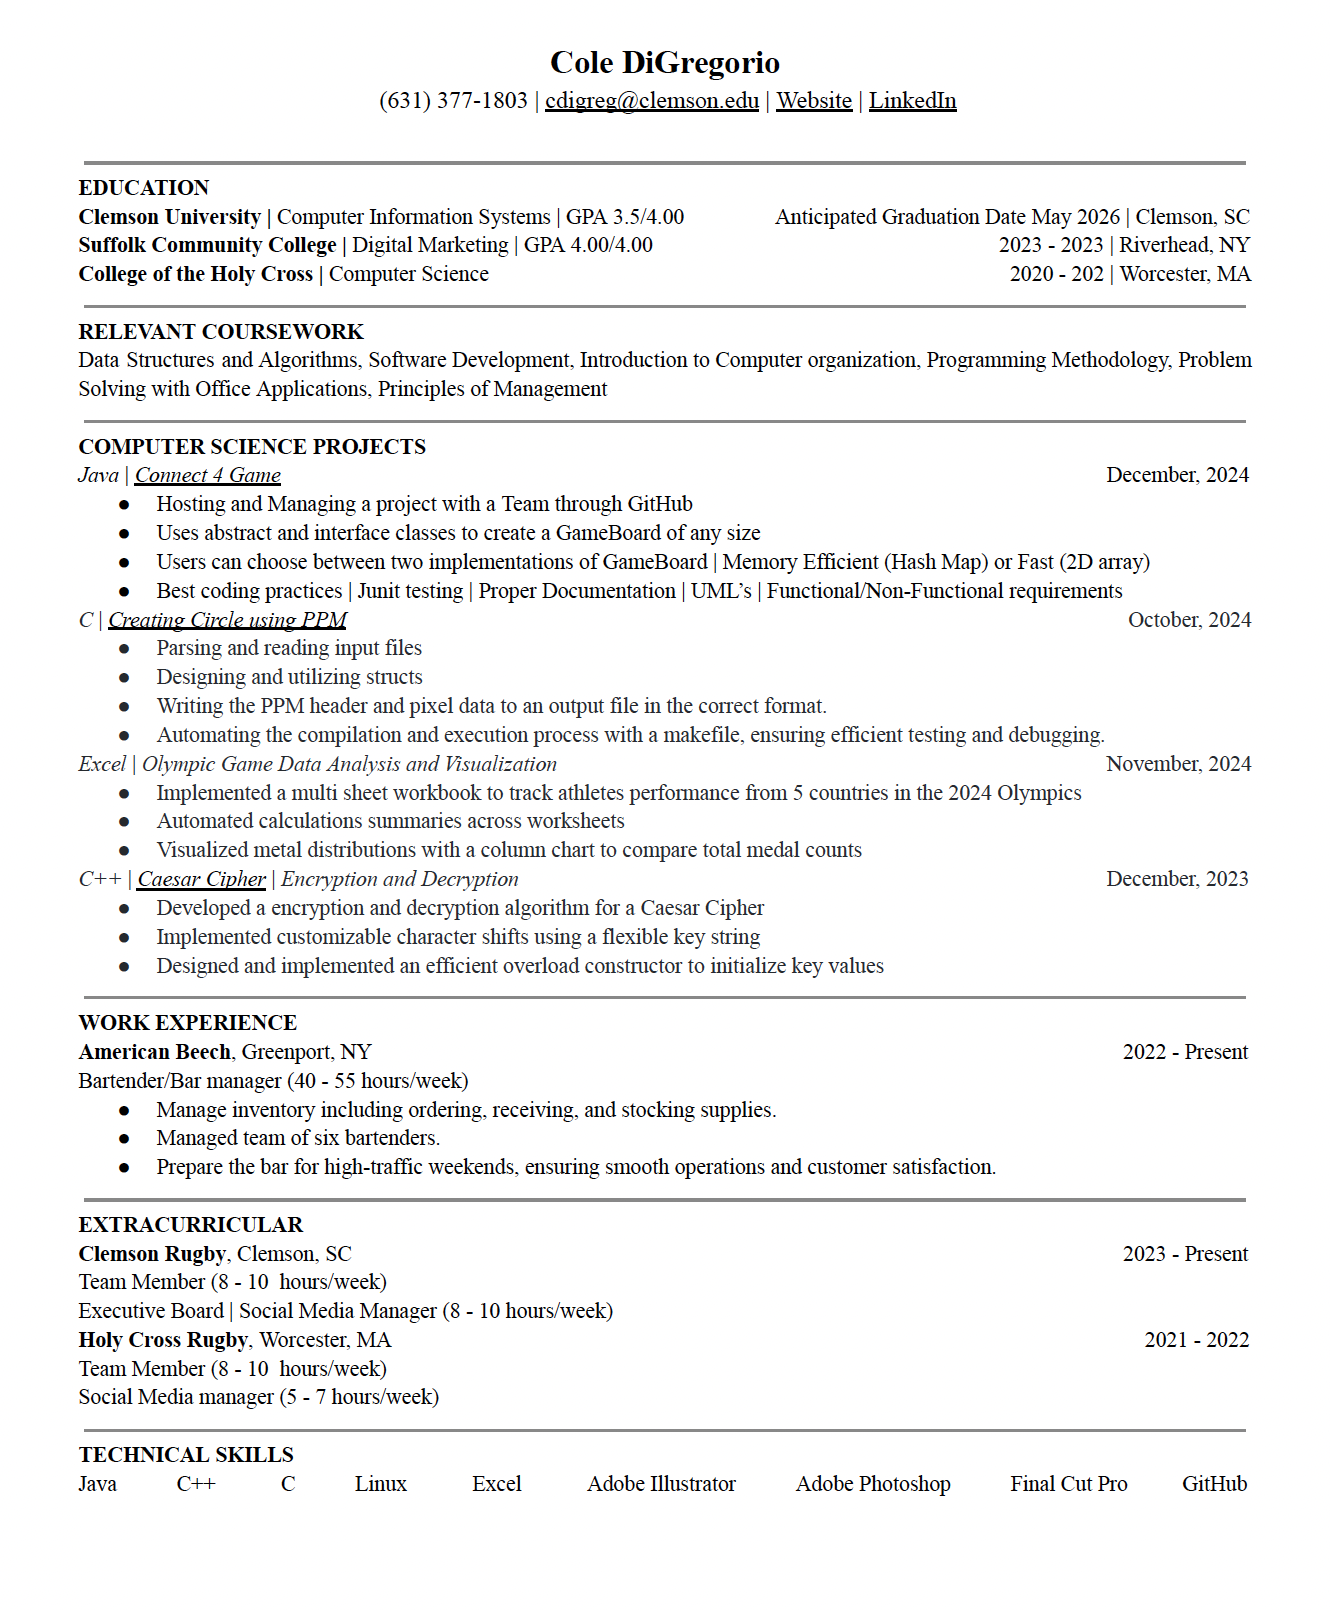 Cole DiGregorio
(631) 377-1803 | cdigreg@clemson.edu | Website | LinkedIn
EDUCATION
Clemson University | Computer Information Systems | GPA 3.5/4.00 Anticipated Graduation Date May 2026 | Clemson, SC
Suffolk Community College | Digital Marketing | GPA 4.00/4.00 2023 - 2023 | Riverhead, NY
College of the Holy Cross | Computer Science 2020 - 202 | Worcester, MA
RELEVANT COURSEWORK
Data Structures and Algorithms, Software Development, Introduction to Computer organization, Programming Methodology, Problem
Solving with Office Applications, Principles of Management
COMPUTER SCIENCE PROJECTS
Java | Connect 4 Game December, 2024
● Hosting and Managing a project with a Team through GitHub
● Uses abstract and interface classes to create a GameBoard of any size
● Users can choose between two implementations of GameBoard | Memory Efficient (Hash Map) or Fast (2D array)
● Best coding practices | Junit testing | Proper Documentation | UML’s | Functional/Non-Functional requirements
C | Creating Circle using PPM October, 2024
● Parsing and reading input files
● Designing and utilizing structs
● Writing the PPM header and pixel data to an output file in the correct format.
● Automating the compilation and execution process with a makefile, ensuring efficient testing and debugging.
Excel | Olympic Game Data Analysis and Visualization November, 2024
● Implemented a multi sheet workbook to track athletes performance from 5 countries in the 2024 Olympics
● Automated calculations summaries across worksheets
● Visualized metal distributions with a column chart to compare total medal counts
C++ | Caesar Cipher | Encryption and Decryption December, 2023
● Developed a encryption and decryption algorithm for a Caesar Cipher
● Implemented customizable character shifts using a flexible key string
● Designed and implemented an efficient overload constructor to initialize key values
WORK EXPERIENCE
American Beech, Greenport, NY 2022 - Present
Bartender/Bar manager (40 - 55 hours/week)
● Manage inventory including ordering, receiving, and stocking supplies.
● Managed team of six bartenders.
● Prepare the bar for high-traffic weekends, ensuring smooth operations and customer satisfaction.
EXTRACURRICULAR
Clemson Rugby, Clemson, SC 2023 - Present
Team Member (8 - 10 hours/week)
Executive Board | Social Media Manager (8 - 10 hours/week)
Holy Cross Rugby, Worcester, MA 2021 - 2022
Team Member (8 - 10 hours/week)
Social Media manager (5 - 7 hours/week)
TECHNICAL SKILLS
Java C++ C Linux Excel Adobe Illustrator Adobe Photoshop Final Cut Pro GitHub